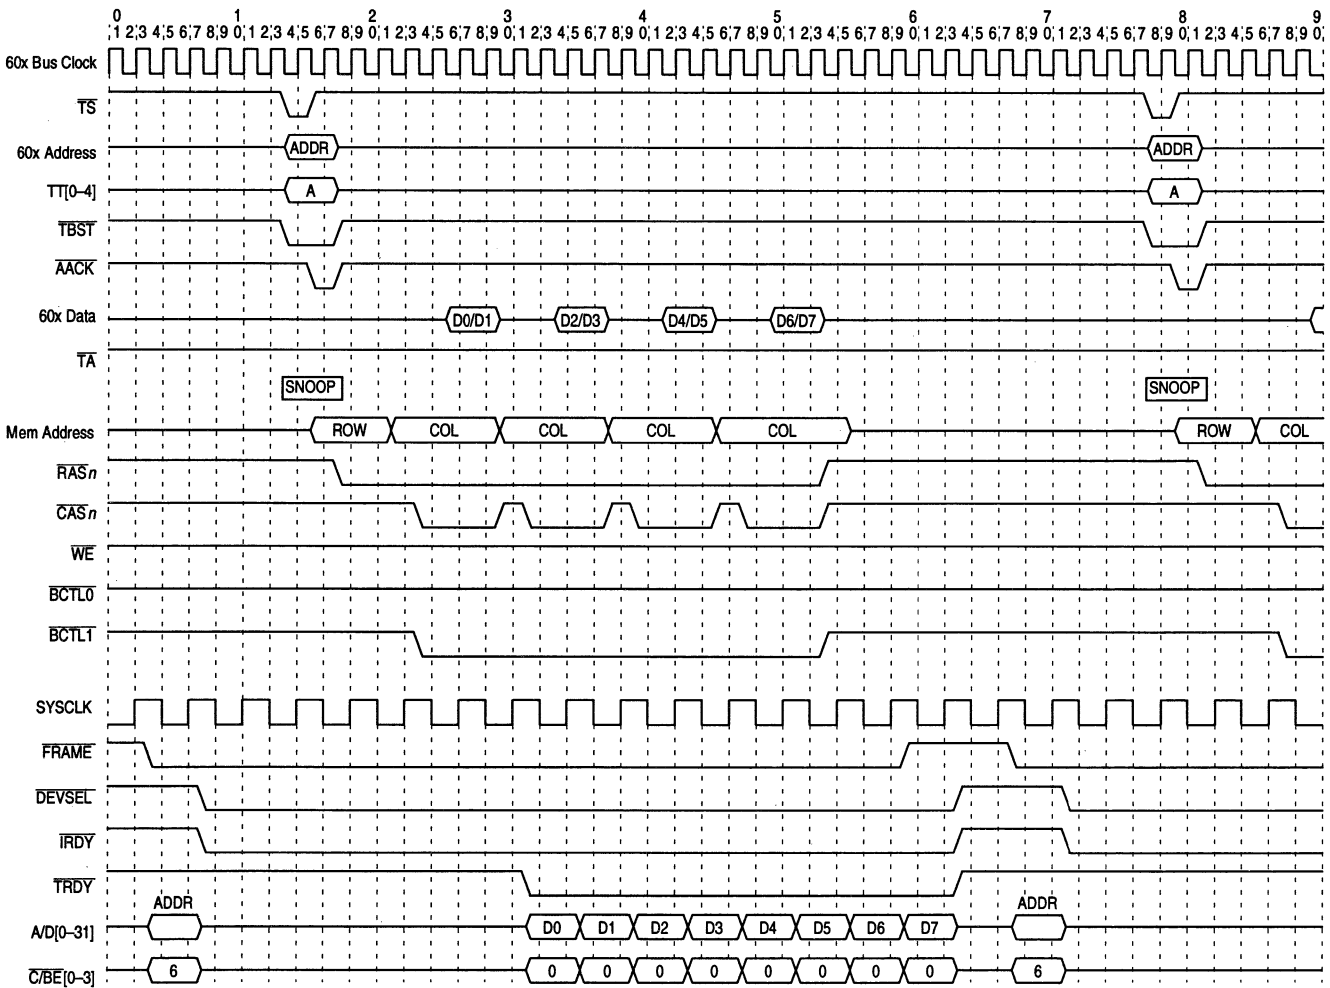 0 1 2 3 4 5 6 7 8 9
1 2,3 4,5 6,7 8,9 0,1 2,3 4,5 6,7 8,9 0,1 2,3 4,5 6,7 8,9 0,1 2,3 4,5 6,7 8,9 0,1 2,3 4,5 6,7 8,9 0,1 2,3 4,5 6,7 8,9 0,1 2,3 4,5 6,7 8,9 0,1 2,3 4,5 6,7 8,9 0,1 2,3 4,5 6,7 8,9 0
60x Bus Clock
TS
60x Address ADDR ADDR
TT[0–4] A A
TBST
AACK
60x Data D0/D1 D2/D3 D4/D5 D6/D7
TA
SNOOP SNOOP
Mem Address ROW COL COL COL COL ROW COL
RASn
CASn
WE
BCTL0
BCTL1
SYSCLK
FRAME
DEVSEL
IRDY
TRDY
ADDR ADDR
A/D[0–31] D0 D1 D2 D3 D4 D5 D6 D7
C/BE[0–3] 6 0 0 0 0 0 0 0 0 6